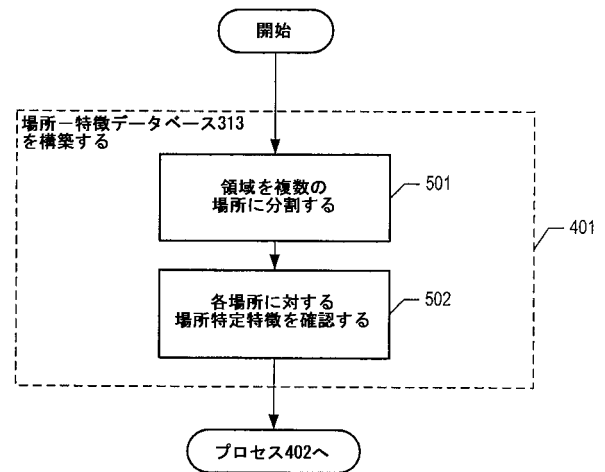 開始
場所－特徴データベース313
を構築する
領域を複数の
場所に分割する
501
401
各場所に対する
場所特定特徴を確認する
502
プロセス402へ